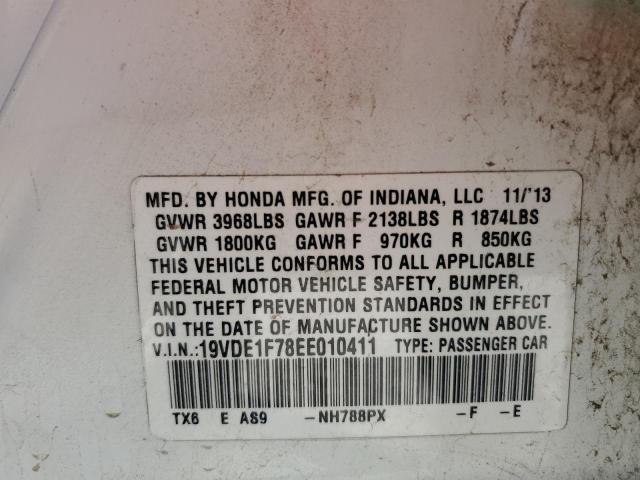 MFD. BY HONDA MFG. OF INDIANA, LLC 11/'13
GVWR 3968LBS GAWR F 2138LBS R 1874LBS
GVWR 1800KG GAWR F 970KG R 850KG
THIS VEHICLE CONFORMS TO ALL APPLICABLE
FEDERAL MOTOR VEHICLE SAFETY, BUMPER,
AND THEFT PREVENTION STANDARDS IN EFFECT
ON THE DATE OF MANUFACTURE SHOWN ABOVE.
V.I.N.:19VDE1F78EE010411 TYPE: PASSENGER CAR
TX6 E AS9 -NH788PX -F -E